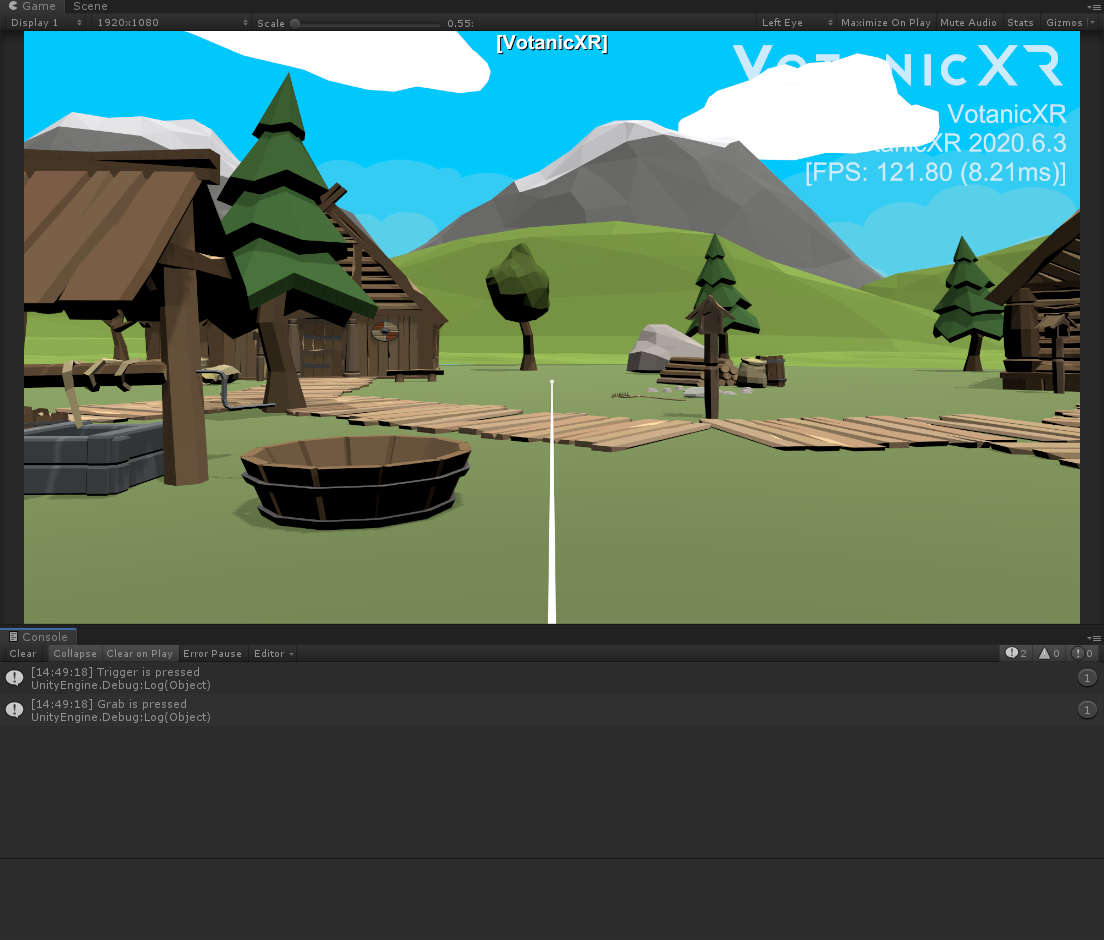 Game Scene
Display 1 1920x1080 Scale 0.55: Left Eye Maximize On Play Mute Audio Stats Gizmos
[VotanicXR]
VotanicXR
2020.6.3
[FPS: 121.80 (8.21ms)]
Console
Clear Collapse Clear on Play Error Pause Editor 2 0 0
[14:49:18] Trigger is pressed
UnityEngine.Debug:Log(Object)
1
[14:49:18] Grab is pressed
UnityEngine.Debug:Log(Object)
1